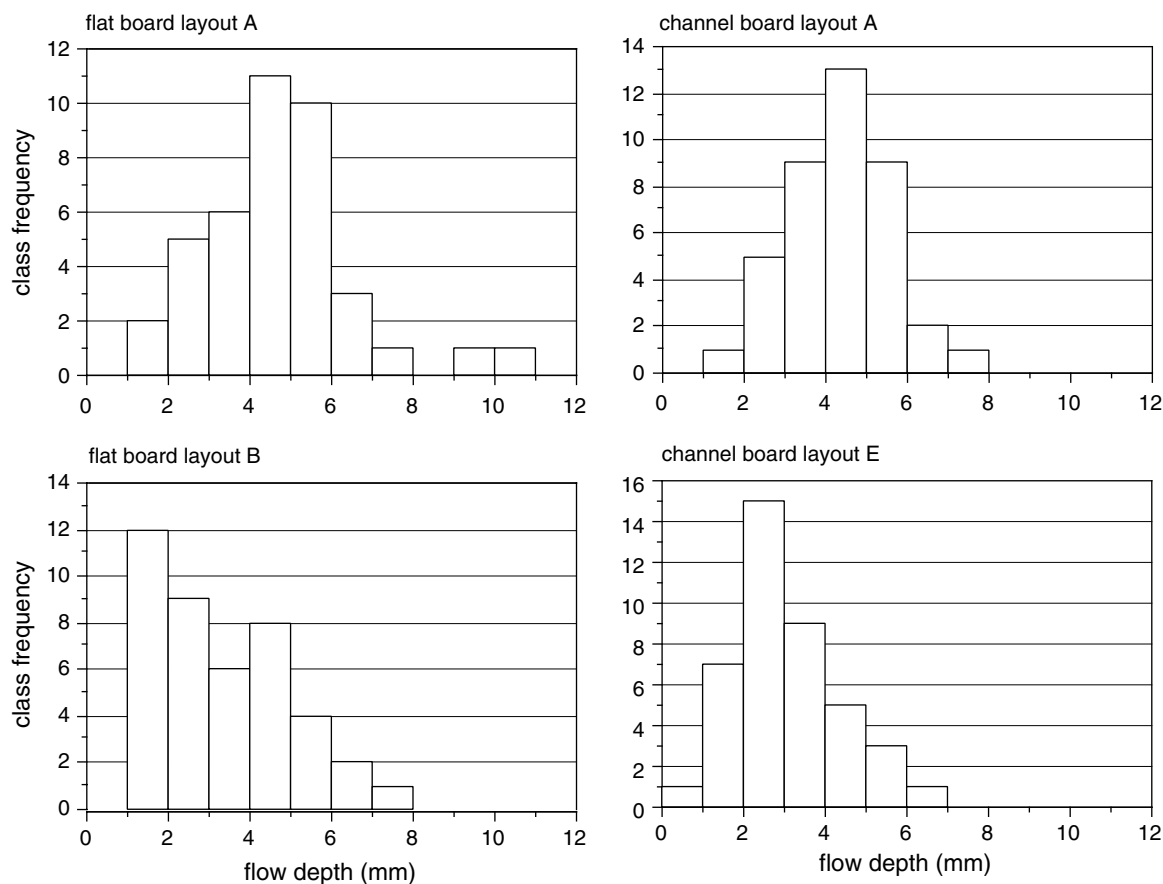 flat board layout A
12
10
8
6
4
2
0
class frequency
0 2 4 6 8 10 12
channel board layout A
14
12
10
8
6
4
2
0
0 2 4 6 8 10 12
flat board layout B
14
12
10
8
6
4
2
0
class frequency
0 2 4 6 8 10 12
flow depth (mm)
channel board layout E
16
15
14
12
10
8
6
4
2
0
0 2 4 6 8 10 12
flow depth (mm)